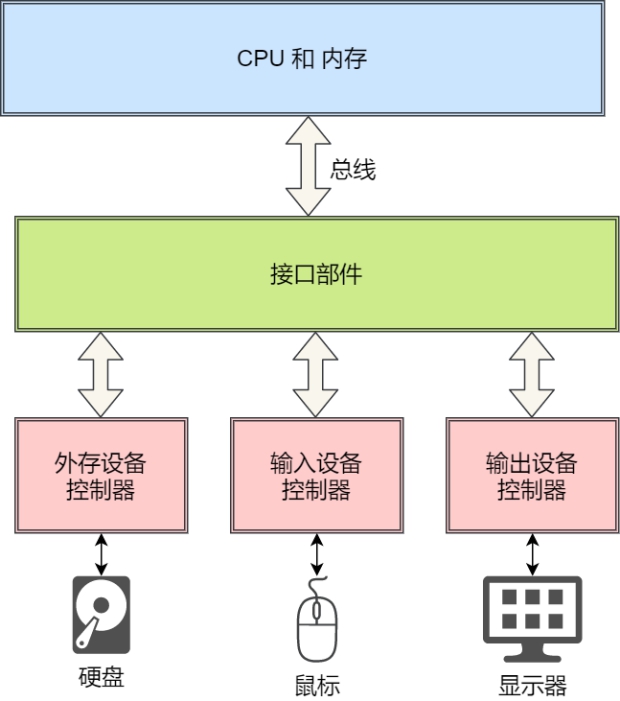 CPU 和 内存
总线
接口部件
外存设备
控制器
输入设备
控制器
输出设备
控制器
硬盘
鼠标
显示器